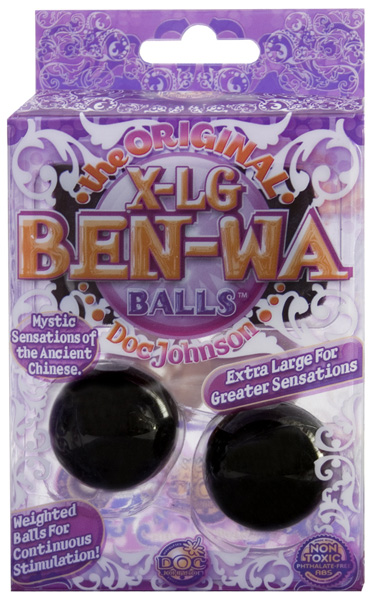 the ORIGINAL
X-LG
BEN-WA
BALLS™
Doc Johnson
Mystic
Sensations of
the Ancient
Chinese.
Extra Large For
Greater Sensations
Weighted
Balls For
Continuous
Stimulation!
DOC
JOHNSON
NON
TOXIC
PHTHALATE-FREE
ABS